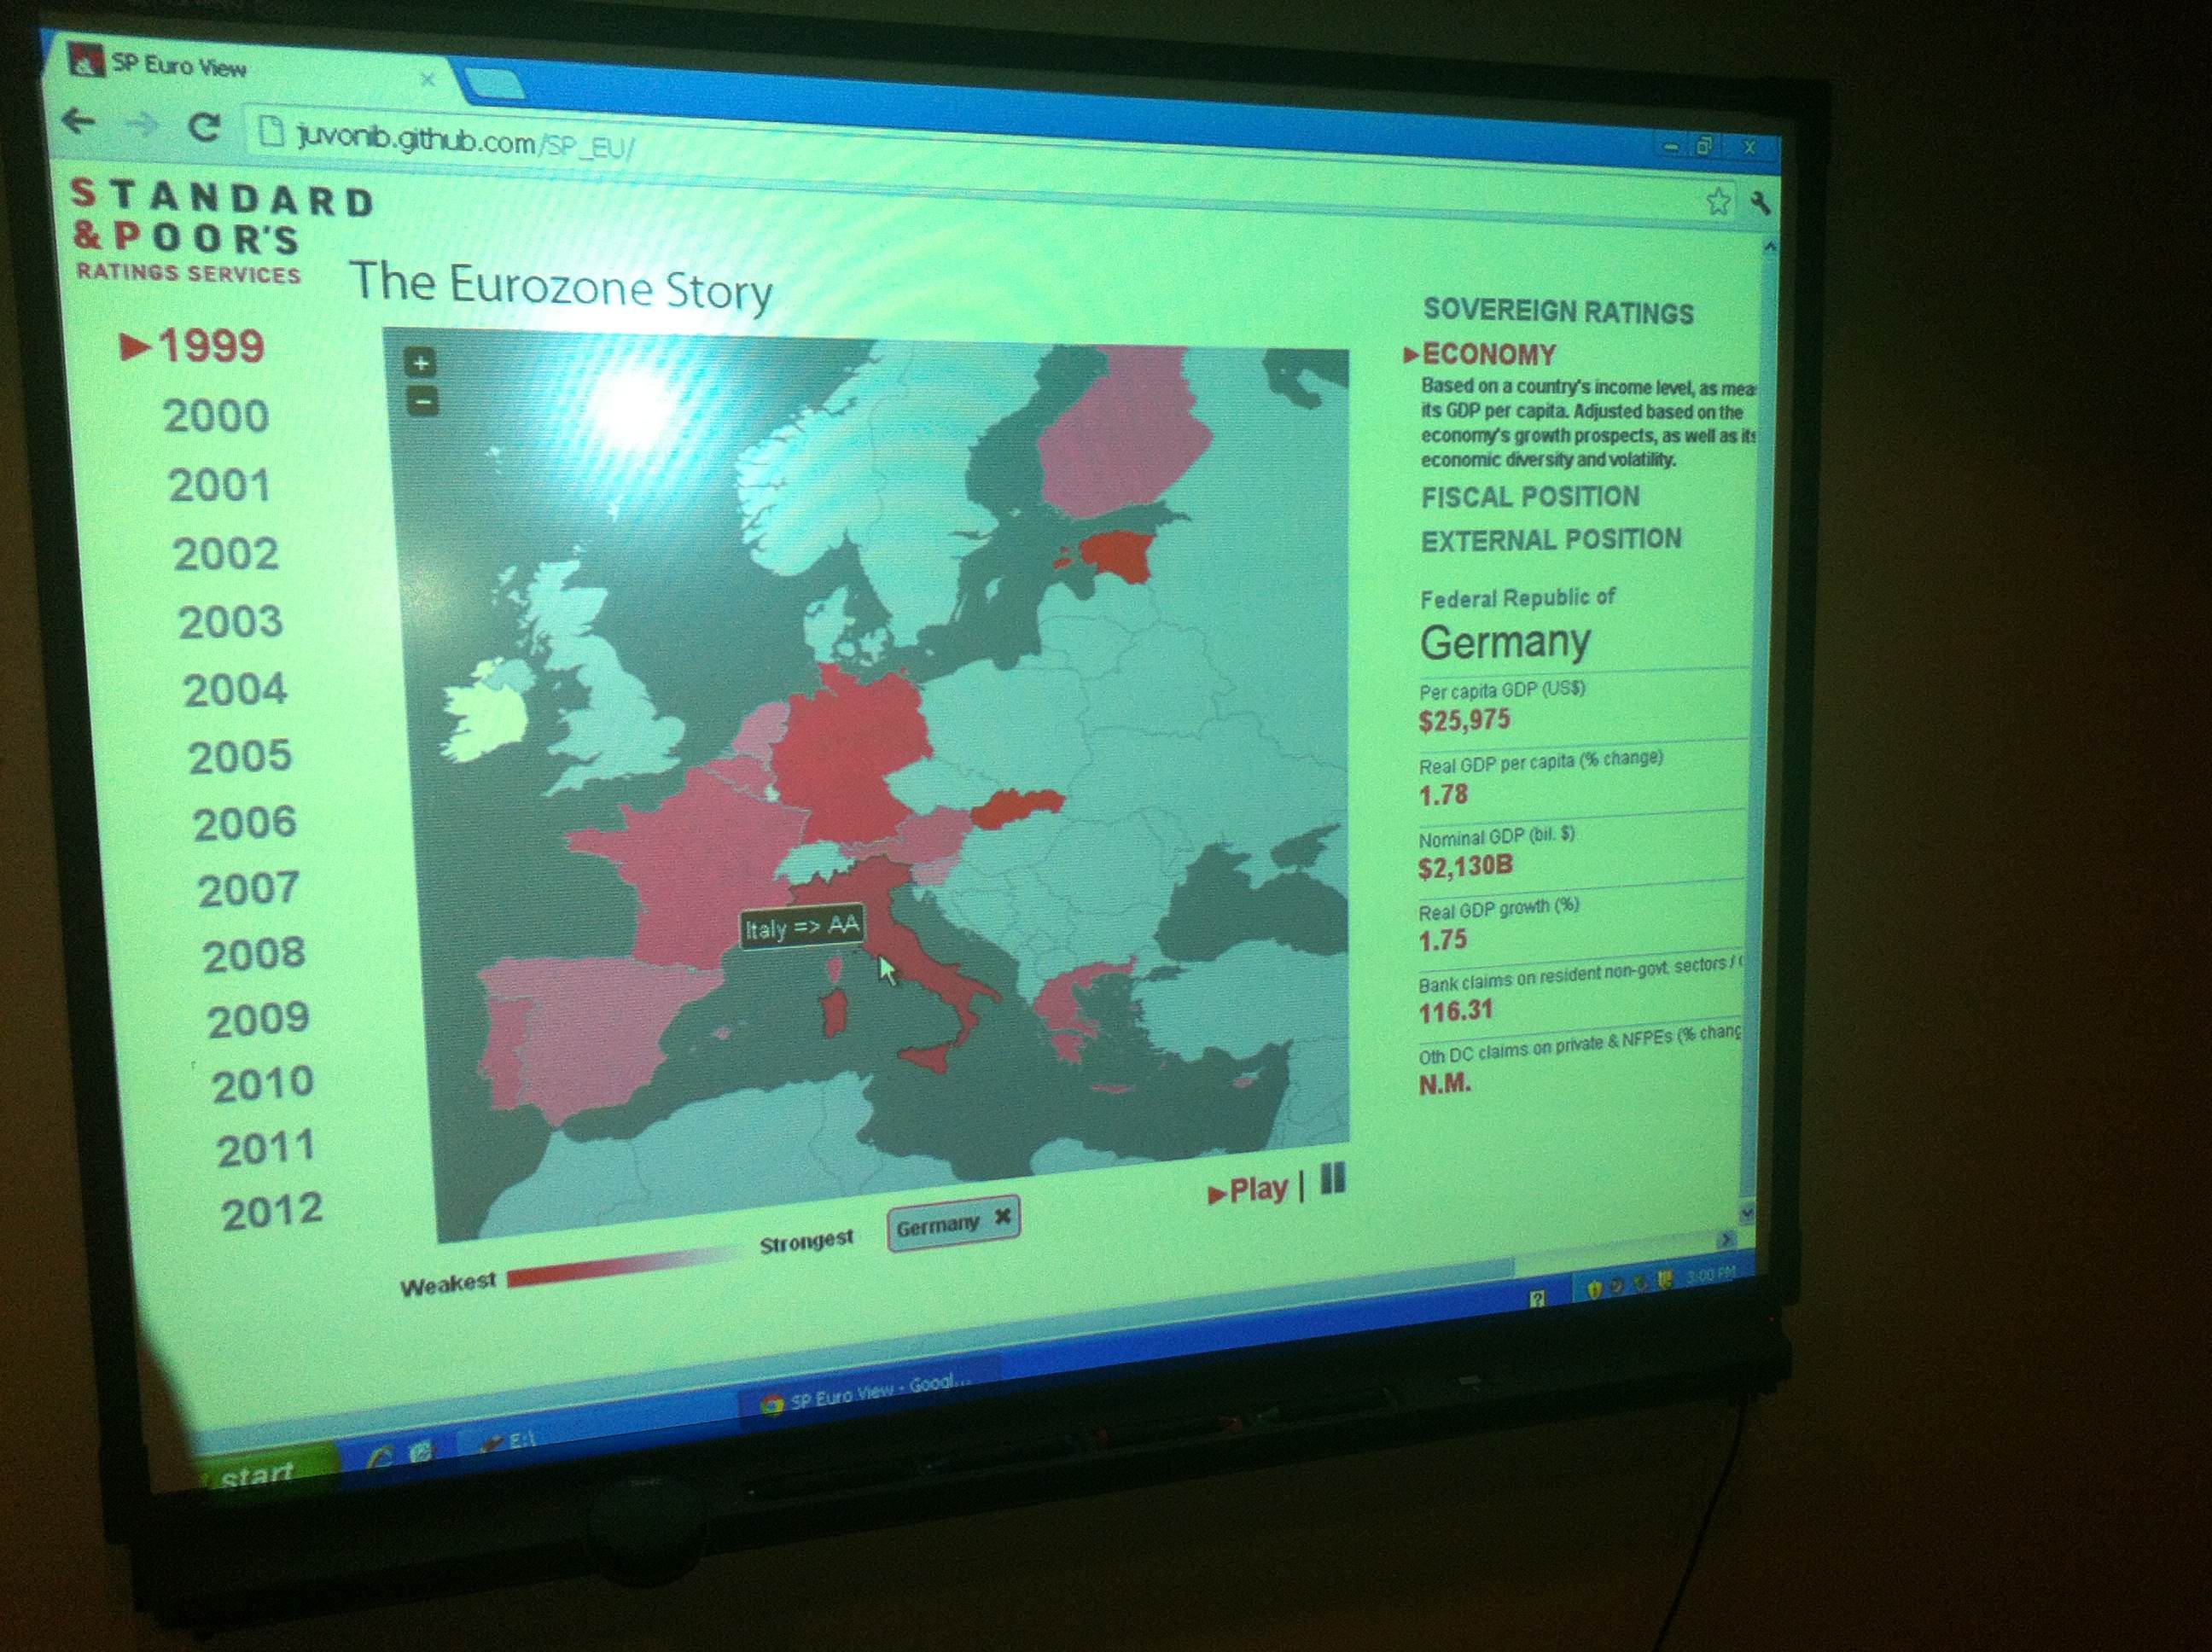 SP Euro View
juvonib.github.com/SP_EU/
STANDARD
&POOR'S
RATINGS SERVICES
The Eurozone Story
1999
2000
2001
2002
2003
2004
2005
2006
2007
2008
2009
2010
2011
2012
+
−
Italy => AA
Weakest
Strongest
Germany ✖
Play |
SOVEREIGN RATINGS
ECONOMY
Based on a country's income level, as mea
its GDP per capita. Adjusted based on the
economy's growth prospects, as well as its
economic diversity and volatility.
FISCAL POSITION
EXTERNAL POSITION
Federal Republic of
Germany
Per capita GDP (US$)
$25,975
Real GDP per capita (% change)
1.78
Nominal GDP (bil. $)
$2,130B
Real GDP growth (%)
1.75
Bank claims on resident non-govt. sectors /
116.31
Oth DC claims on private & NFPEs (% chang
N.M.
start
E:\
SP Euro View - Googl...
?
3:00 PM